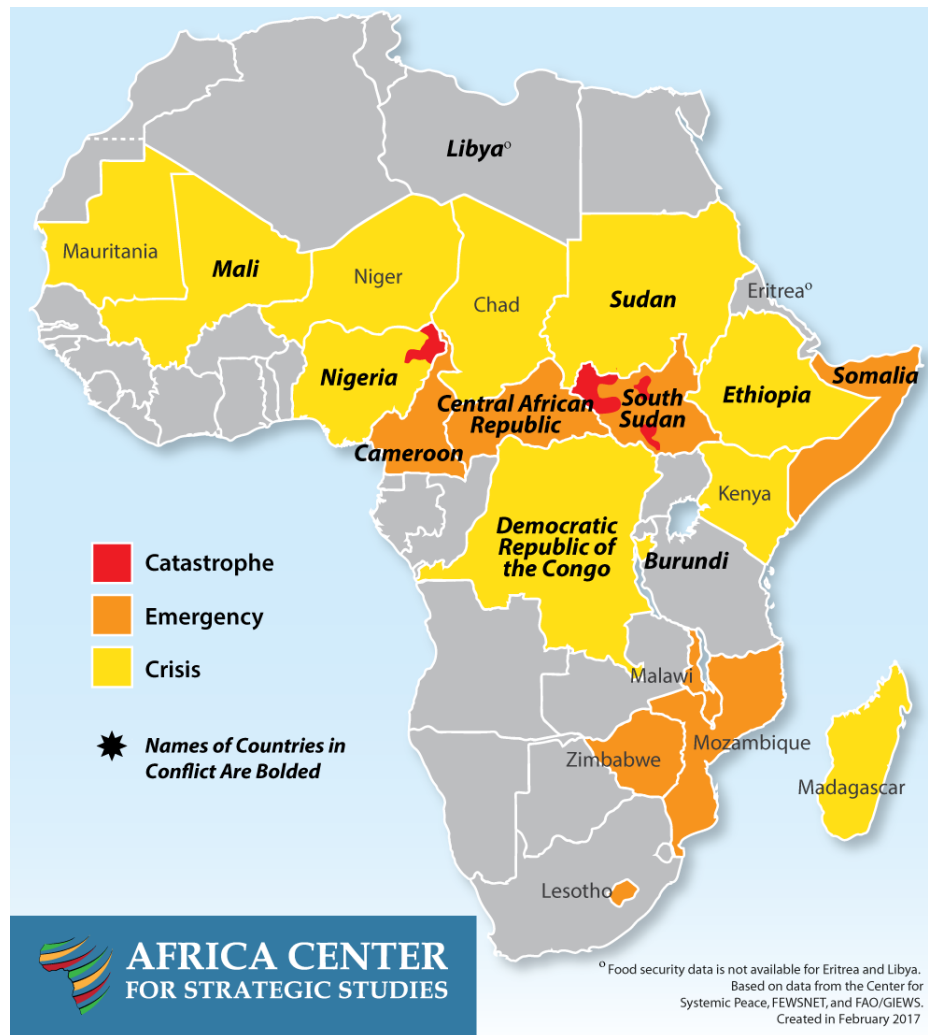 Libya°
Mauritania
Mali
Niger
Chad
Sudan
Eritrea°
Nigeria
Central African
Republic
South
Sudan
Ethiopia
Somalia
Cameroon
Kenya
Democratic
Republic of
the Congo
Burundi
Catastrophe
Emergency
Crisis
Names of Countries in
Conflict Are Bolded
Malawi
Zimbabwe
Mozambique
Madagascar
Lesotho
AFRICA CENTER
FOR STRATEGIC STUDIES
° Food security data is not available for Eritrea and Libya.
Based on data from the Center for
Systemic Peace, FEWSNET, and FAO/GIEWS.
Created in February 2017